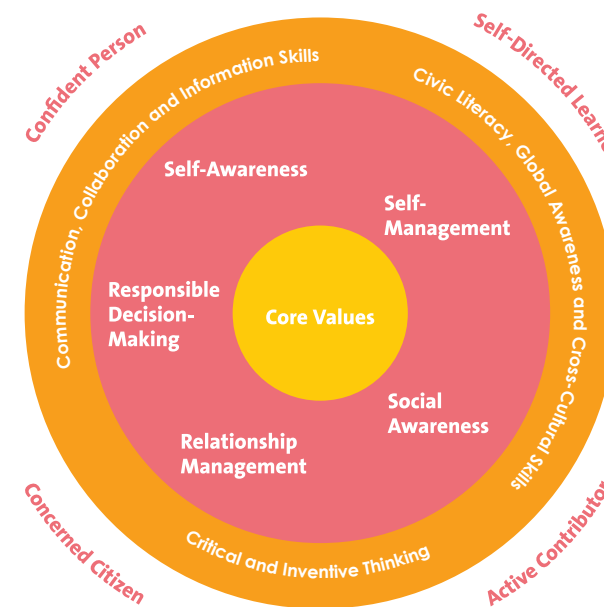 Confident Person
Self-Directed Learne
Communication, Collaboration and Information Skills
Civic Literacy, Global Awareness and Cross-Cultural Skills
Self-Awareness
Self-
Management
Responsible
Decision-
Making
Core Values
Social
Awareness
Relationship
Management
Critical and Inventive Thinking
Concerned Citizen
Active Contributor